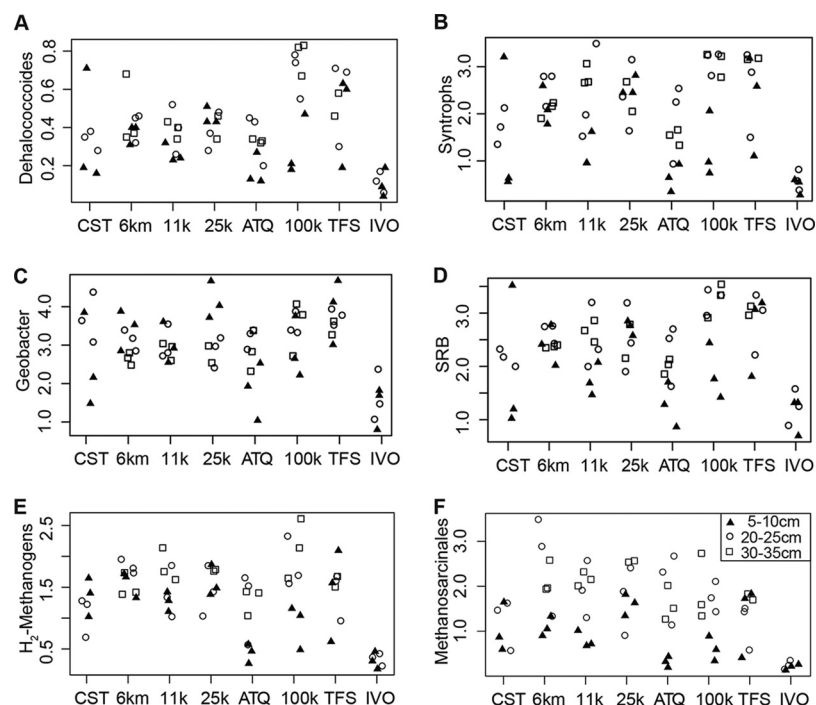 A
Dehalococcoides
0.8
0.6
0.4
0.2
CST 6km 11k 25k ATQ 100k TFS IVO
B
Syntrophs
3.0
2.0
1.0
CST 6km 11k 25k ATQ 100k TFS IVO
C
Geobacter
4.0
3.0
2.0
1.0
CST 6km 11k 25k ATQ 100k TFS IVO
D
SRB
3.0
2.0
1.0
CST 6km 11k 25k ATQ 100k TFS IVO
E
H₂-Methanogens
2.5
1.5
0.5
CST 6km 11k 25k ATQ 100k TFS IVO
F
Methanosarcinales
3.0
2.0
1.0
5-10cm
20-25cm
30-35cm
CST 6km 11k 25k ATQ 100k TFS IVO